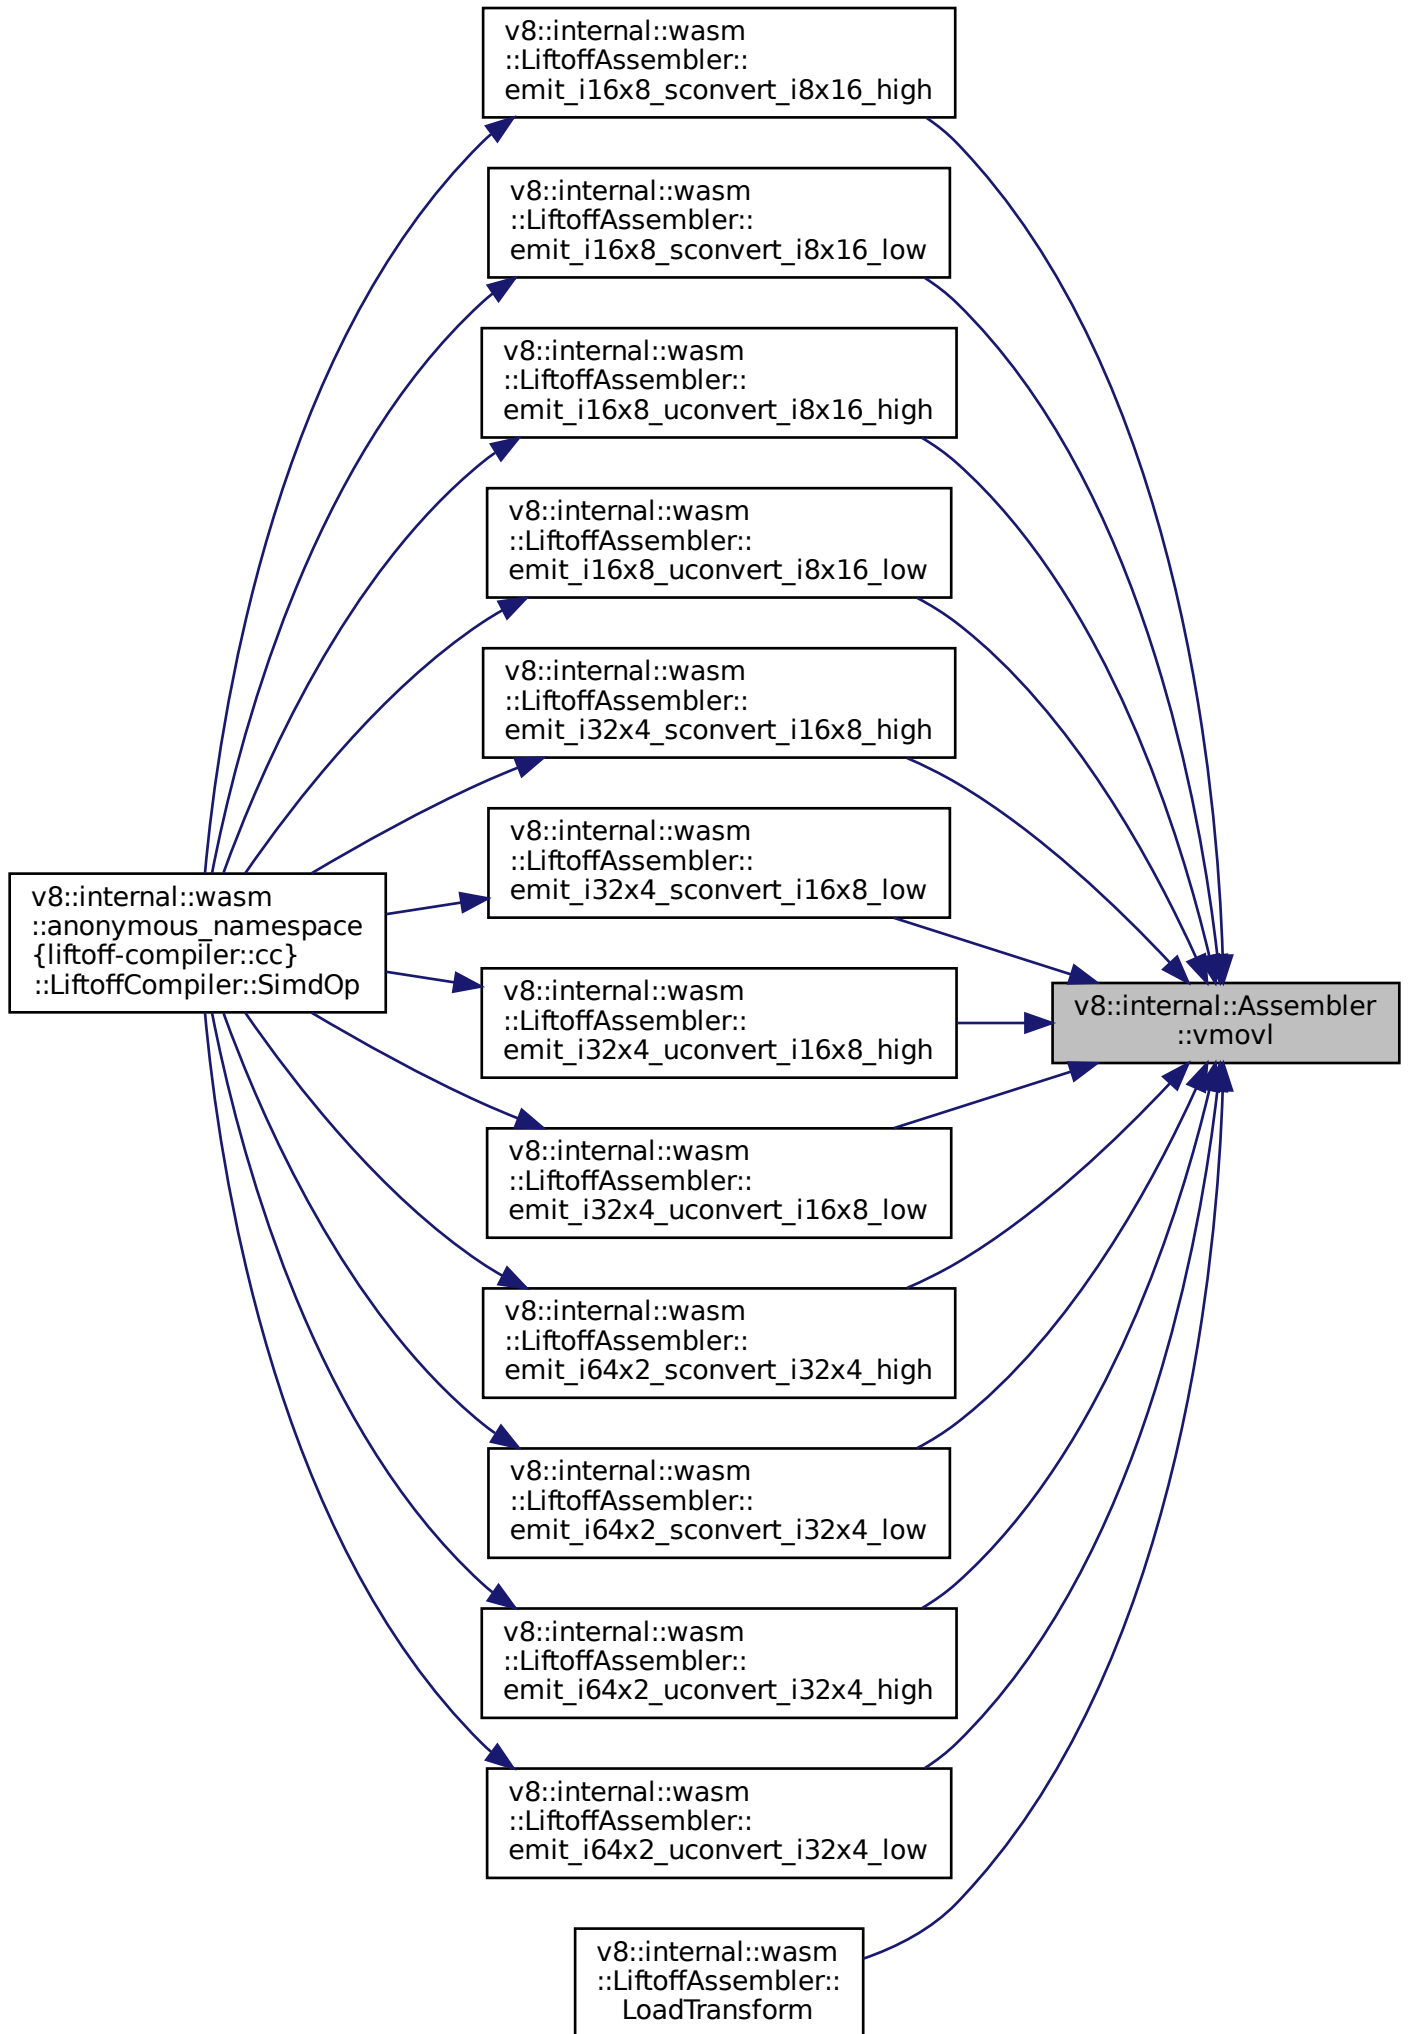 v8::internal::wasm
::LiftoffAssembler::
emit_i16x8_sconvert_i8x16_high
v8::internal::wasm
::LiftoffAssembler::
emit_i16x8_sconvert_i8x16_low
v8::internal::wasm
::LiftoffAssembler::
emit_i16x8_uconvert_i8x16_high
v8::internal::wasm
::LiftoffAssembler::
emit_i16x8_uconvert_i8x16_low
v8::internal::wasm
::LiftoffAssembler::
emit_i32x4_sconvert_i16x8_high
v8::internal::wasm
::LiftoffAssembler::
emit_i32x4_sconvert_i16x8_low
v8::internal::wasm
::anonymous_namespace
{liftoff-compiler::cc}
::LiftoffCompiler::SimdOp
v8::internal::wasm
::LiftoffAssembler::
emit_i32x4_uconvert_i16x8_high
v8::internal::Assembler
::vmovl
v8::internal::wasm
::LiftoffAssembler::
emit_i32x4_uconvert_i16x8_low
v8::internal::wasm
::LiftoffAssembler::
emit_i64x2_sconvert_i32x4_high
v8::internal::wasm
::LiftoffAssembler::
emit_i64x2_sconvert_i32x4_low
v8::internal::wasm
::LiftoffAssembler::
emit_i64x2_uconvert_i32x4_high
v8::internal::wasm
::LiftoffAssembler::
emit_i64x2_uconvert_i32x4_low
v8::internal::wasm
::LiftoffAssembler::
LoadTransform